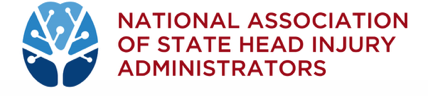 NATIONAL ASSOCIATION
OF STATE HEAD INJURY
ADMINISTRATORS